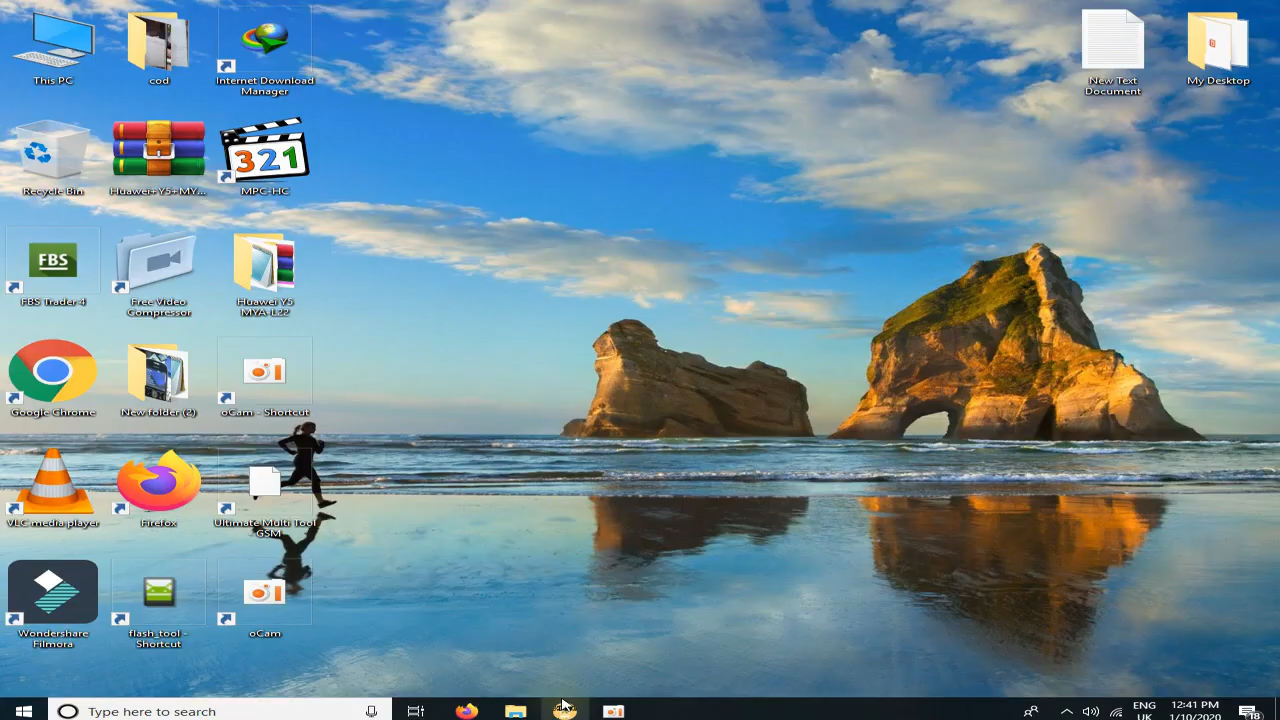 This PC
cod
Internet Download
Manager
New Text
Document
My Desktop
Recycle Bin
Huawei+Y5+MY...
321
MPC-HC
FBS
FBS Trader 4
Free Video
Compressor
Huawei Y5
MYA-L22
Google Chrome
New folder (2)
oCam - Shortcut
VLC media player
Firefox
Ultimate Multi Tool
- GSM
Wondershare
Filmora
flash_tool -
Shortcut
oCam
Type here to search
ENG
UK
12:41 PM
1/10/2020
18